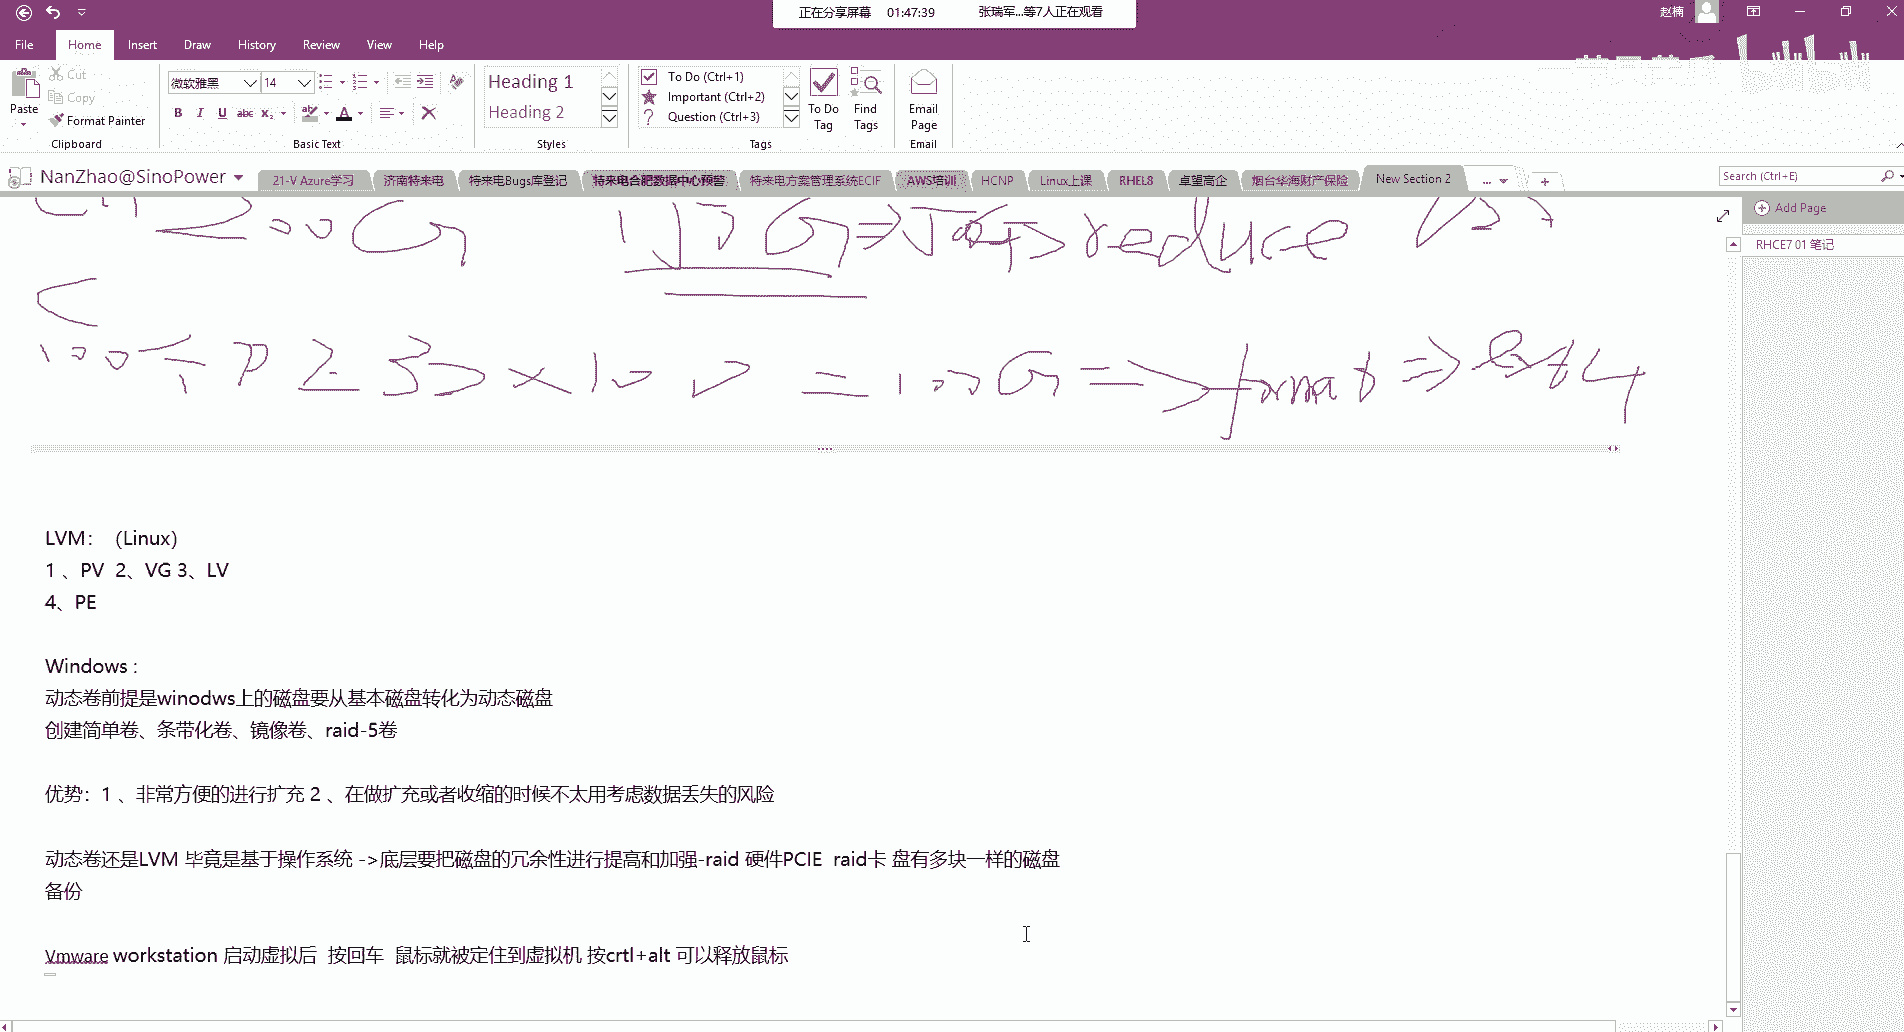 正在分享屏幕 01:47:39 张瑞军...等7人正在观看
赵楠
File Home Insert Draw History Review View Help
Paste
Cut
Copy
Format Painter
Clipboard
微软雅黑 14
B I U abc x₂
Basic Text
Heading 1
Heading 2
Styles
To Do (Ctrl+1)
Important (Ctrl+2)
Question (Ctrl+3)
To Do Tag
Find Tags
Tags
Email Page
Email
NanZhao@SinoPower
21-V Azure学习 济南特来电 特来电Bugs库登记 特来电合肥数据中心预警 特来电方案管理系统ECIF AWS培训 HCNP Linux上课 RHEL8 卓望高企 烟台华海财产保险 New Section 2 ...
Search (Ctrl+E)
Add Page
RHCE7 01 笔记
200G reduce
C
100 = 100G => format => ext4
LVM： （Linux）
1 、PV 2、VG 3、LV
4、PE
Windows :
动态卷前提是winodws上的磁盘要从基本磁盘转化为动态磁盘
创建简单卷、条带化卷、镜像卷、raid-5卷
优势：1 、非常方便的进行扩充 2 、在做扩充或者收缩的时候不太用考虑数据丢失的风险
动态卷还是LVM 毕竟是基于操作系统 ->底层要把磁盘的冗余性进行提高和加强-raid 硬件PCIE raid卡 盘有多块一样的磁盘
备份
Vmware workstation 启动虚拟后 按回车 鼠标就被定住到虚拟机 按crtl+alt 可以释放鼠标